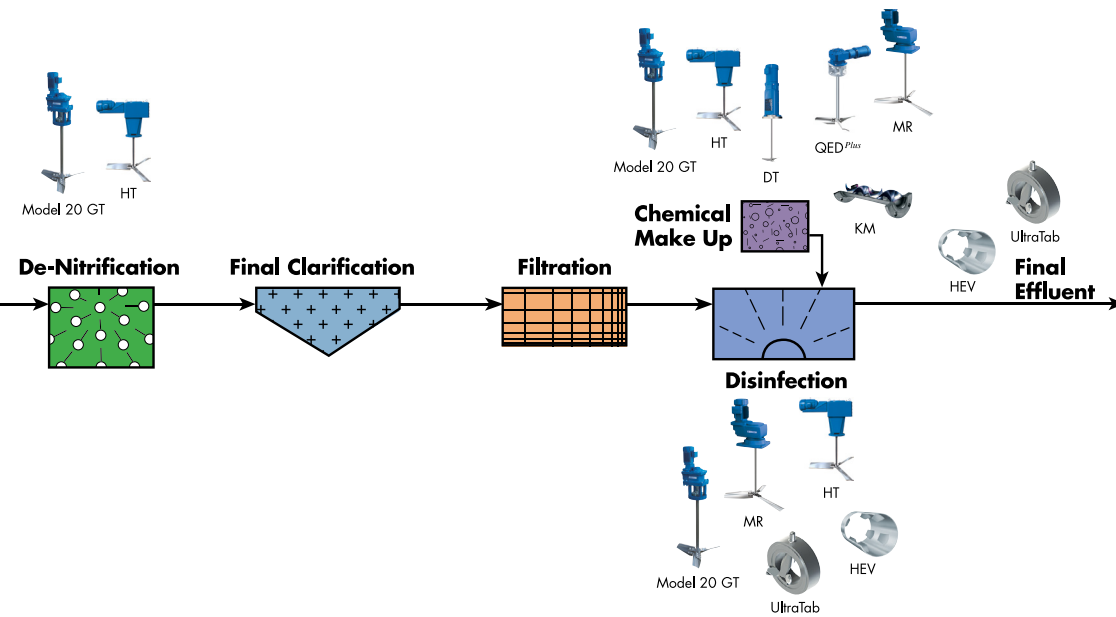 Model 20 GT
HT
Model 20 GT
HT
DT
QED Plus
MR
KM
UltraTab
HEV
Chemical
Make Up
De-Nitrification
Final Clarification
Filtration
Final
Effluent
Disinfection
Model 20 GT
MR
HT
UltraTab
HEV